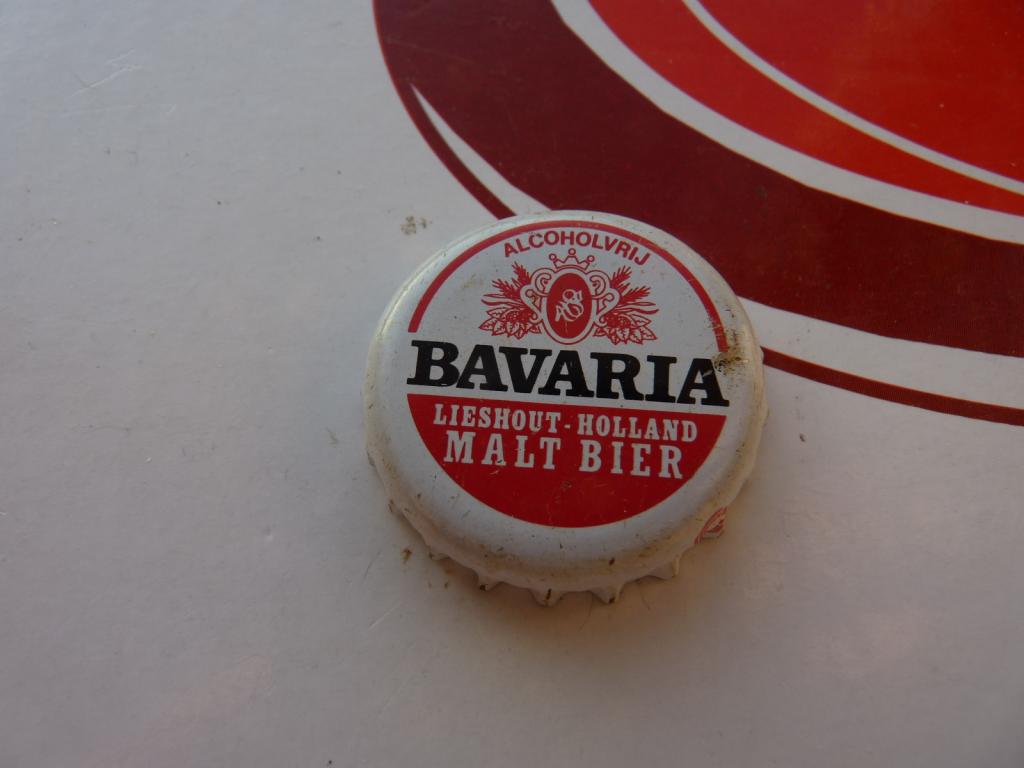 ALCOHOLVRIJ
BAVARIA
LIESHOUT - HOLLAND
MALT BIER